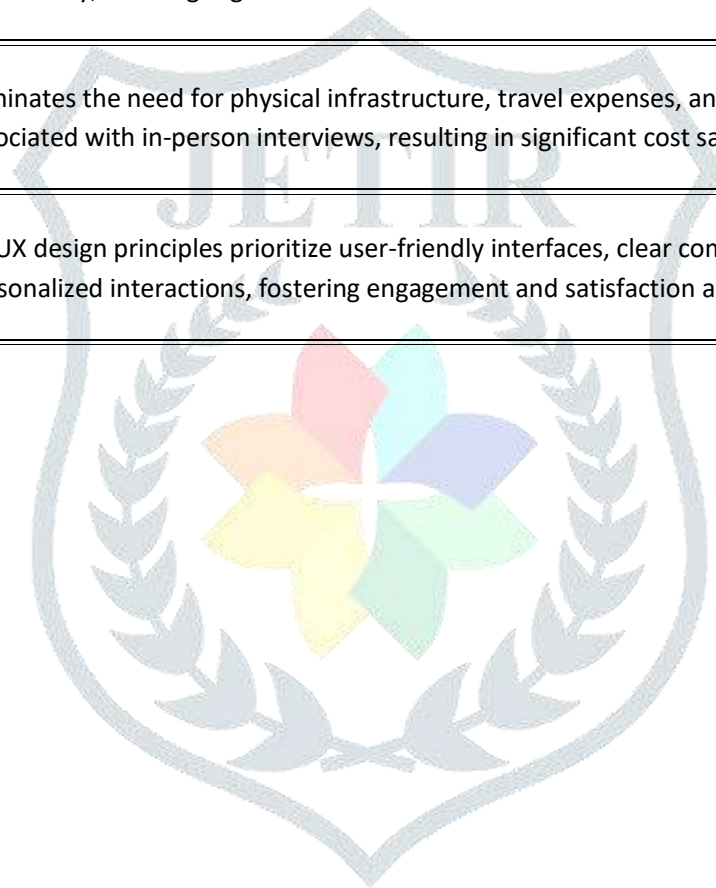 minates the need for physical infrastructure, travel expenses, an
ociated with in-person interviews, resulting in significant cost sa
JETIR
UX design principles prioritize user-friendly interfaces, clear con
sonalized interactions, fostering engagement and satisfaction a